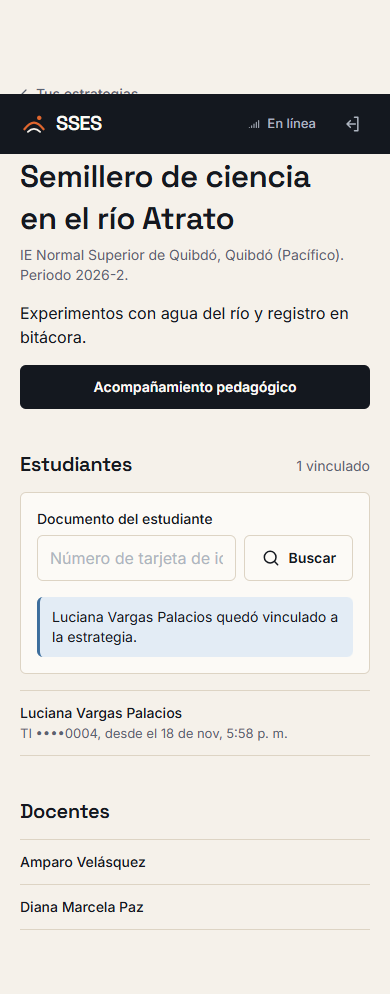 Tus estrategias
SSES
En línea
Semillero de ciencia
en el río Atrato
IE Normal Superior de Quibdó, Quibdó (Pacífico).
Periodo 2026-2.
Experimentos con agua del río y registro en
bitácora.
Acompañamiento pedagógico
Estudiantes
1 vinculado
Documento del estudiante
Número de tarjeta de ic
Buscar
Luciana Vargas Palacios quedó vinculado a
la estrategia.
Luciana Vargas Palacios
TI ••••0004, desde el 18 de nov, 5:58 p. m.
Docentes
Amparo Velásquez
Diana Marcela Paz